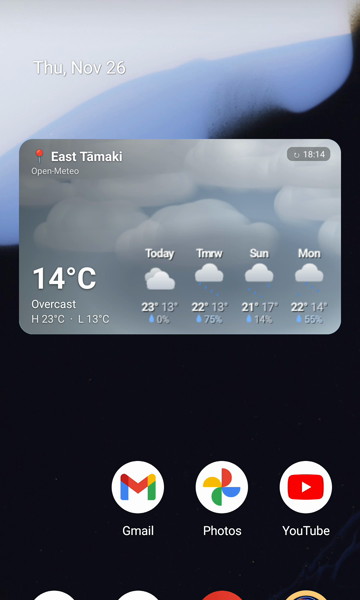 Thu, Nov 26
📍 East Tāmaki
↻ 18:14
Open-Meteo
14°C
Overcast
H 23°C · L 13°C
Today Tmrw Sun Mon
23° 13° 22° 13° 21° 17° 22° 14°
💧0% 💧75% 💧14% 💧55%
Gmail Photos YouTube